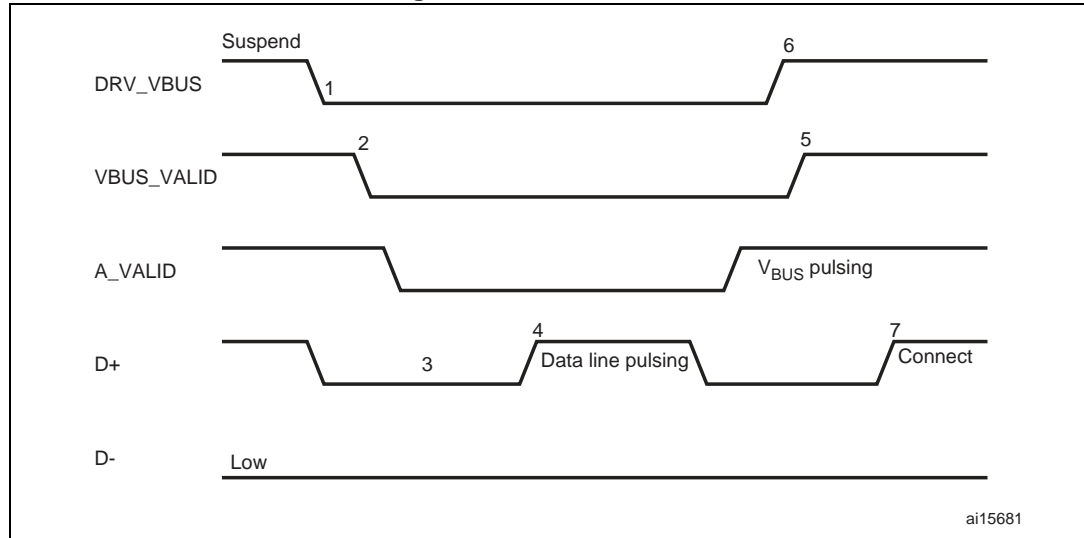 Suspend
6
DRV_VBUS
1
2
5
VBUS_VALID
A_VALID
VBUS pulsing
4
7
D+
3
Data line pulsing
Connect
D-
Low
ai15681